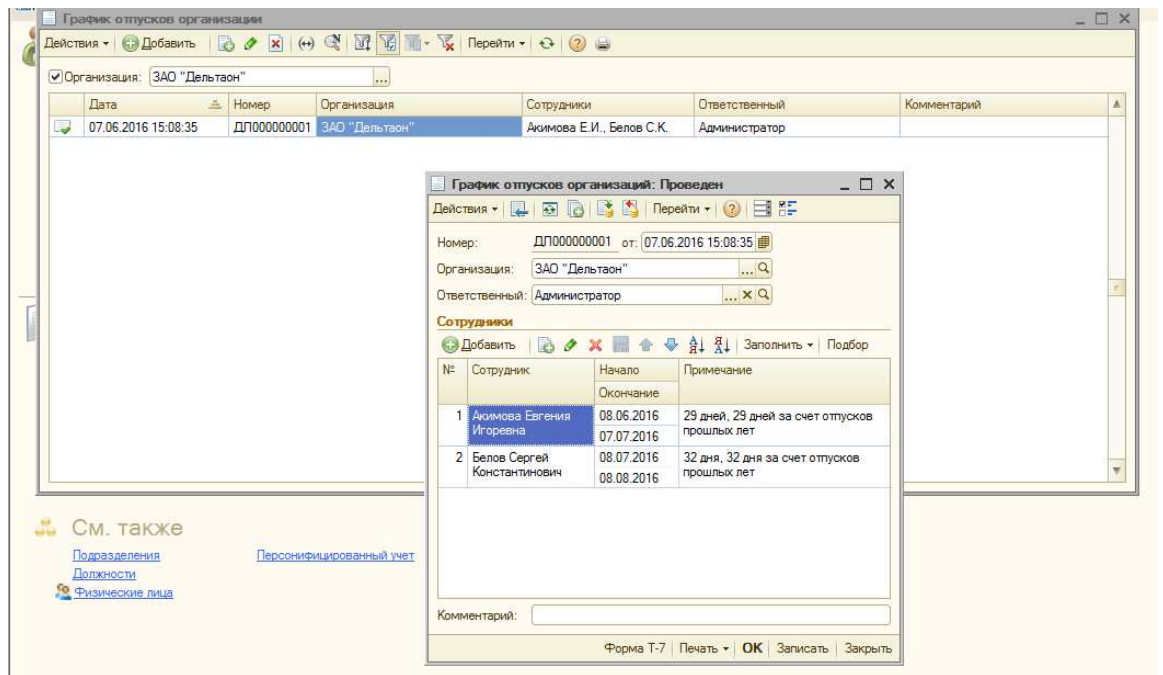 График отпусков организации
Действия Добавить Перейти
Организация: ЗАО "Дельтаон" ...
Дата Номер Организация Сотрудники Ответственный Комментарий
07.06.2016 15:08:35 ДЛ000000001 ЗАО "Дельтаон" Акимова Е.И., Белов С.К. Администратор
График отпусков организаций: Проведен
Действия Перейти
Номер: ДЛ000000001 от: 07.06.2016 15:08:35
Организация: ЗАО "Дельтаон" ...
Ответственный: Администратор ...
Сотрудники
Добавить Заполнить Подбор
№ Сотрудник Начало Примечание
Окончание
1 Акимова Евгения 08.06.2016 29 дней, 29 дней за счет отпусков
Игоревна 07.07.2016 прошлых лет
2 Белов Сергей 08.07.2016 32 дня, 32 дня за счет отпусков
Константинович 08.08.2016 прошлых лет
См. также
Подразделения Персонифицированный учет
Должности
Физические лица
Комментарий:
Форма Т-7 Печать OK Записать Закрыть